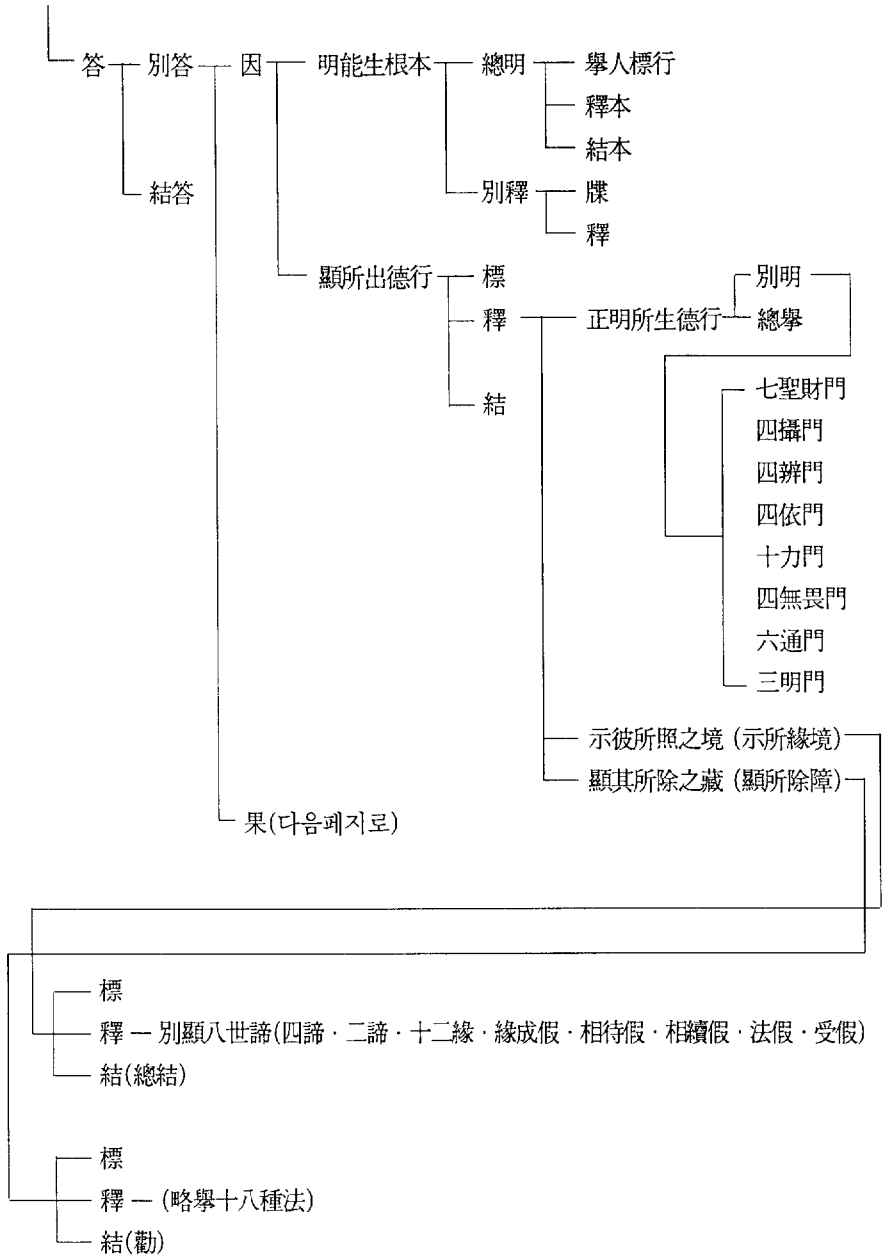 答 別答 因 明能生根本 總明 擧人標行
釋本
結本
結答 別釋 牒
釋
顯所出德行 標 別明
釋 正明所生德行 總擧
結
七聖財門
四攝門
四辨門
四依門
十力門
四無畏門
六通門
三明門
示彼所照之境 (示所緣境)
顯其所除之藏 (顯所除障)
果(다음페지로)
標
釋 ― 別顯八世諦(四諦 · 二諦 · 十二緣 · 緣成假 · 相待假 · 相續假 · 法假 · 受假)
結(總結)
標
釋 ― (略擧十八種法)
結(勸)